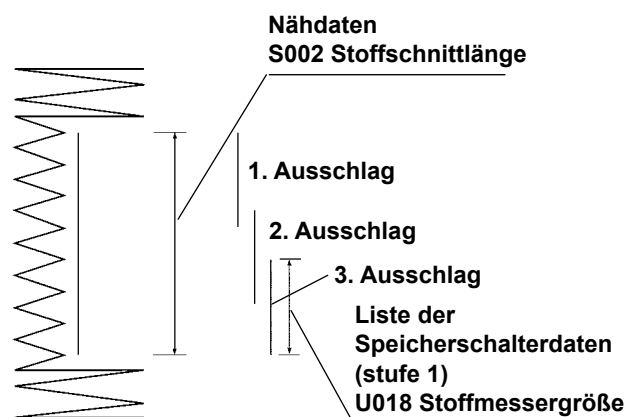 Nähdaten
S002 Stoffschnittlänge
1. Ausschlag
2. Ausschlag
3. Ausschlag
Liste der
Speicherschalterdaten
(stufe 1)
U018 Stoffmessergröße